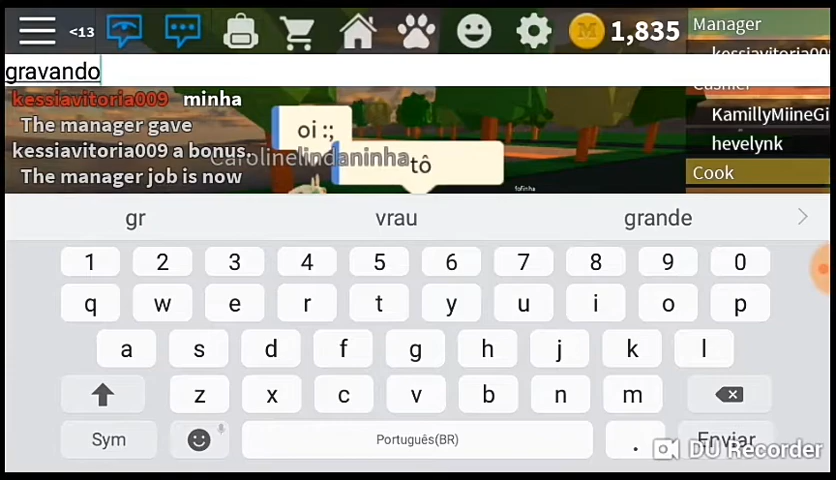 <13
1,835
Manager
kessiavitoria00
gravando
kessiavitoria009 minha
The manager gave
kessiavitoria009 a bonus.
The manager job is now
oi :;
Carolinelindaninha
tô
fofinha
Cashier
KamillyMiineGi
hevelynk
Cook
gr vrau grande
1 2 3 4 5 6 7 8 9 0
q w e r t y u i o p
a s d f g h j k l
z x c v b n m
Sym Português(BR) . Enviar
DU Recorder